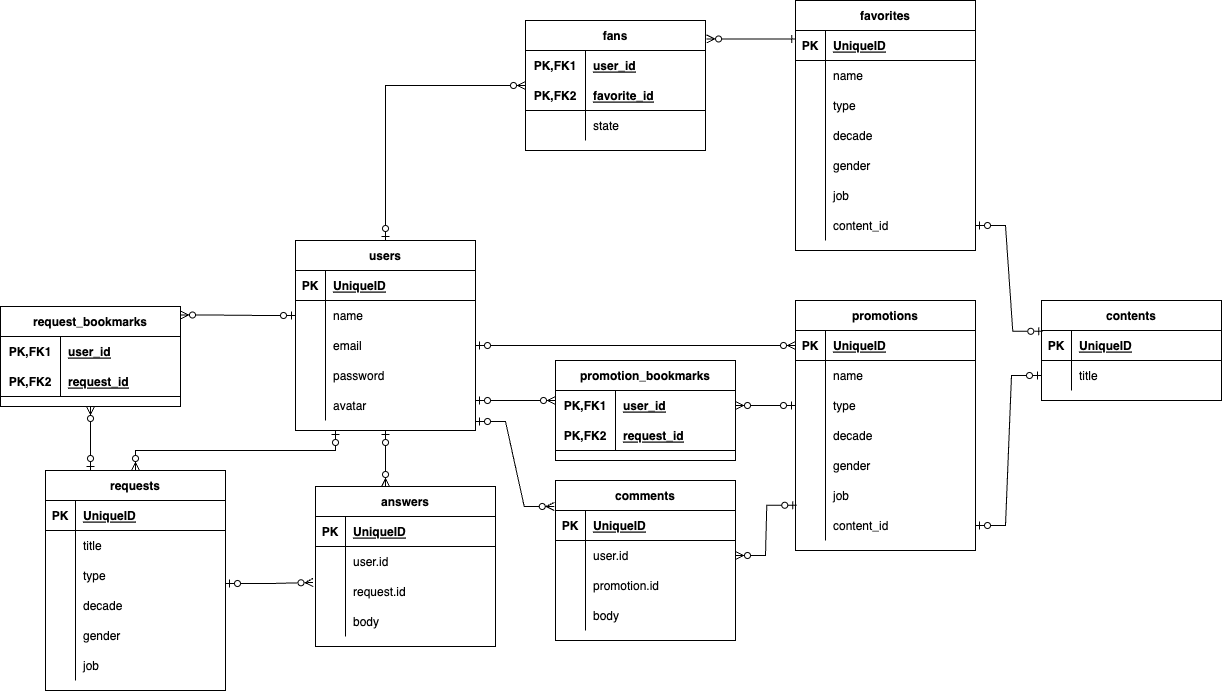 fans
PK,FK1 user_id
PK,FK2 favorite_id
state
favorites
PK UniqueID
name
type
decade
gender
job
content_id
users
PK UniqueID
name
email
password
avatar
request_bookmarks
PK,FK1 user_id
PK,FK2 request_id
promotions
PK UniqueID
name
type
decade
gender
job
content_id
contents
PK UniqueID
title
promotion_bookmarks
PK,FK1 user_id
PK,FK2 request_id
requests
PK UniqueID
title
type
decade
gender
job
answers
PK UniqueID
user.id
request.id
body
comments
PK UniqueID
user.id
promotion.id
body